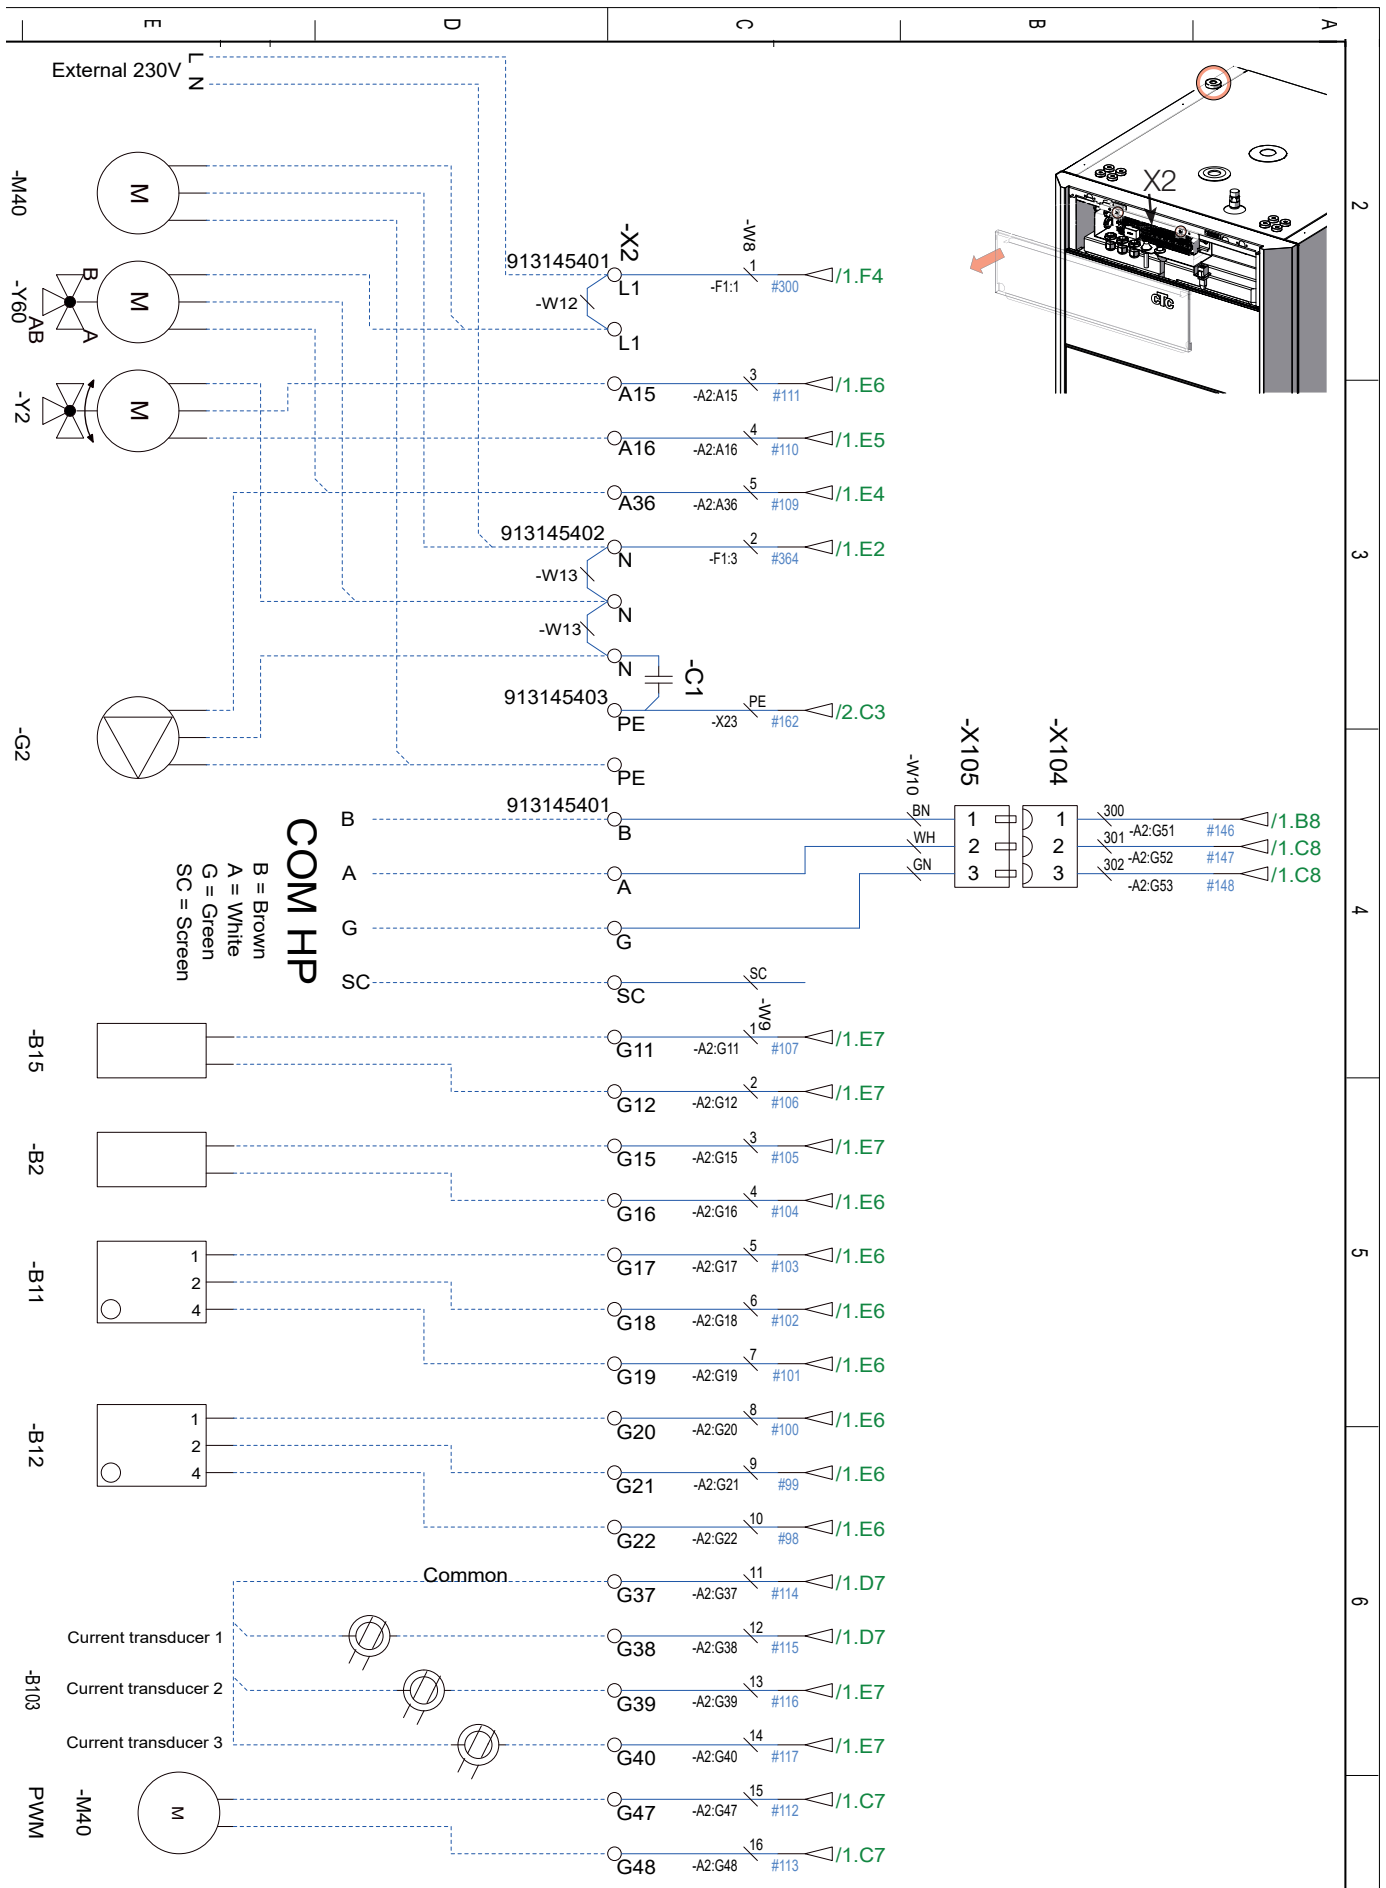 E
D
C
B
A
2
3
4
5
6
External 230V
L
N
-M40
M
-Y60
B
A
AB
M
-Y2
M
-G2
-X2
-W8
X2
CTC
913145401
L1
-W12
1
-F1:1
#300
/1.F4
L1
A15
3
-A2:A15
#111
/1.E6
A16
4
-A2:A16
#110
/1.E5
A36
5
-A2:A36
#109
/1.E4
913145402
N
2
-F1:3
#364
/1.E2
-W13
N
-W13
N
-C1
913145403
PE
PE
-X23
#162
/2.C3
PE
-X105
-X104
-W10
COM HP
B = Brown
A = White
G = Green
SC = Screen
B
913145401
B
BN
1
1
300
-A2:G51
#146
/1.B8
WH
2
2
301
-A2:G52
#147
/1.C8
A
A
GN
3
3
302
-A2:G53
#148
/1.C8
G
G
SC
SC
SC
-W9
-B15
G11
1
-A2:G11
#107
/1.E7
G12
2
-A2:G12
#106
/1.E7
-B2
G15
3
-A2:G15
#105
/1.E7
G16
4
-A2:G16
#104
/1.E6
-B11
1
2
4
G17
5
-A2:G17
#103
/1.E6
G18
6
-A2:G18
#102
/1.E6
G19
7
-A2:G19
#101
/1.E6
-B12
1
2
4
G20
8
-A2:G20
#100
/1.E6
G21
9
-A2:G21
#99
/1.E6
G22
10
-A2:G22
#98
/1.E6
Common
G37
11
-A2:G37
#114
/1.D7
-B103
Current transducer 1
G38
12
-A2:G38
#115
/1.D7
Current transducer 2
G39
13
-A2:G39
#116
/1.E7
Current transducer 3
G40
14
-A2:G40
#117
/1.E7
PWM
-M40
M
G47
15
-A2:G47
#112
/1.C7
G48
16
-A2:G48
#113
/1.C7